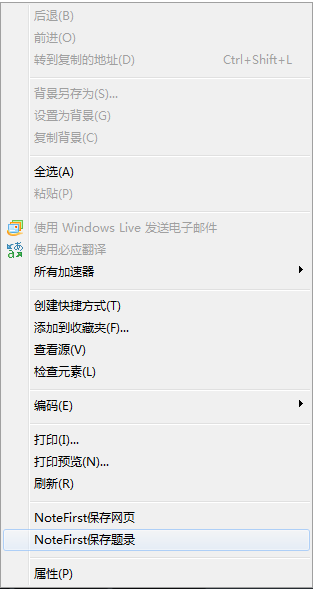 后退(B)
前进(O)
转到复制的地址(D) Ctrl+Shift+L
背景另存为(S)...
设置为背景(G)
复制背景(C)
全选(A)
粘贴(P)
使用 Windows Live 发送电子邮件
使用必应翻译
所有加速器
创建快捷方式(T)
添加到收藏夹(F)...
查看源(V)
检查元素(L)
编码(E)
打印(I)...
打印预览(N)...
刷新(R)
NoteFirst保存网页
NoteFirst保存题录
属性(P)